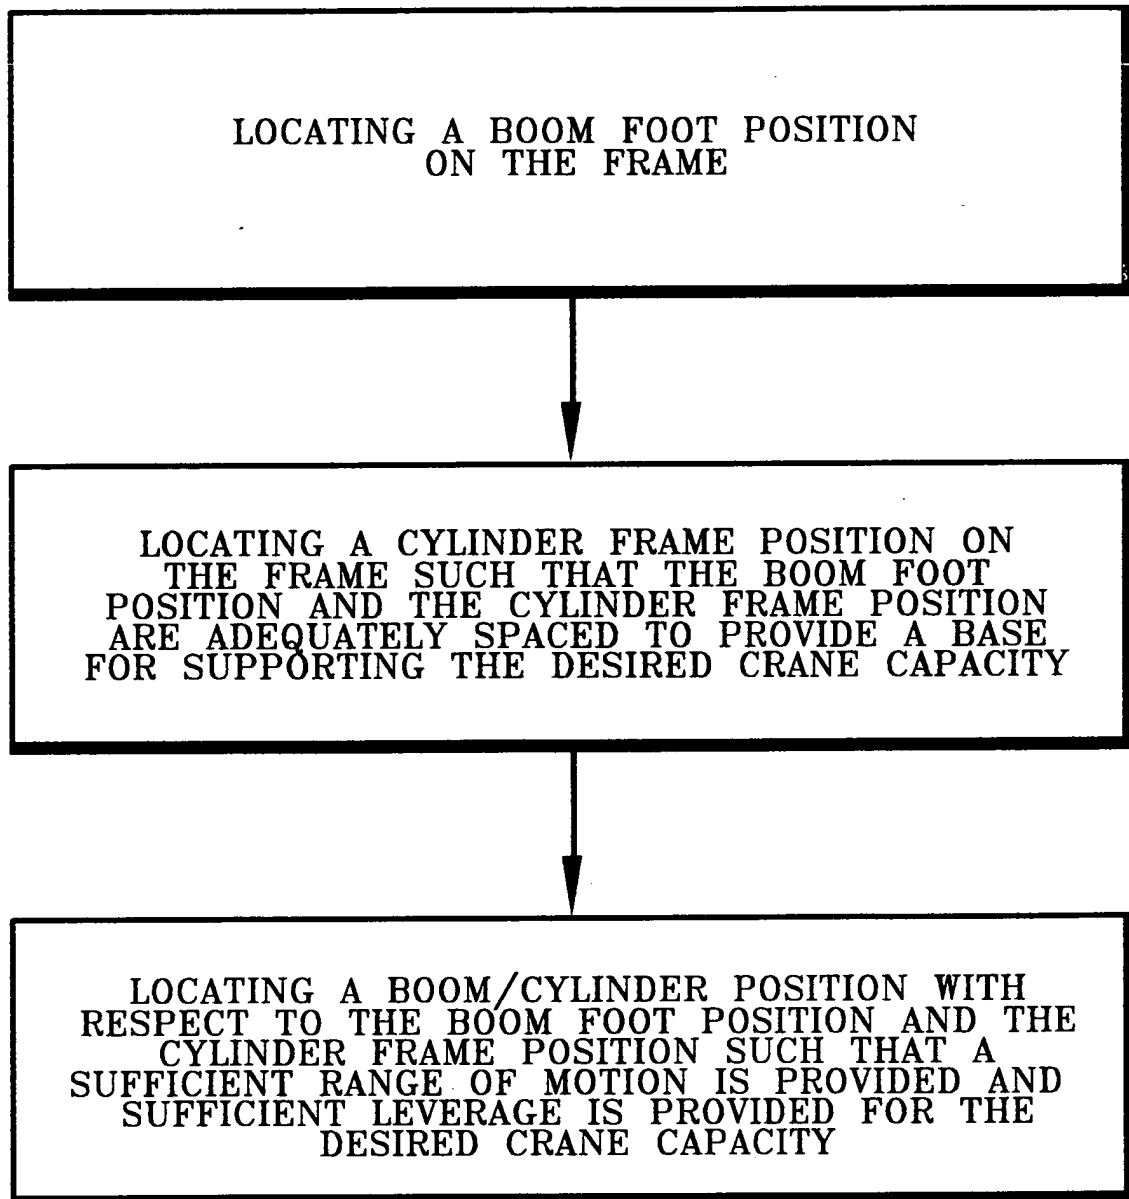 LOCATING A BOOM FOOT POSITION
ON THE FRAME
LOCATING A CYLINDER FRAME POSITION ON
THE FRAME SUCH THAT THE BOOM FOOT
POSITION AND THE CYLINDER FRAME POSITION
ARE ADEQUATELY SPACED TO PROVIDE A BASE
FOR SUPPORTING THE DESIRED CRANE CAPACITY
LOCATING A BOOM/CYLINDER POSITION WITH
RESPECT TO THE BOOM FOOT POSITION AND THE
CYLINDER FRAME POSITION SUCH THAT A
SUFFICIENT RANGE OF MOTION IS PROVIDED AND
SUFFICIENT LEVERAGE IS PROVIDED FOR THE
DESIRED CRANE CAPACITY